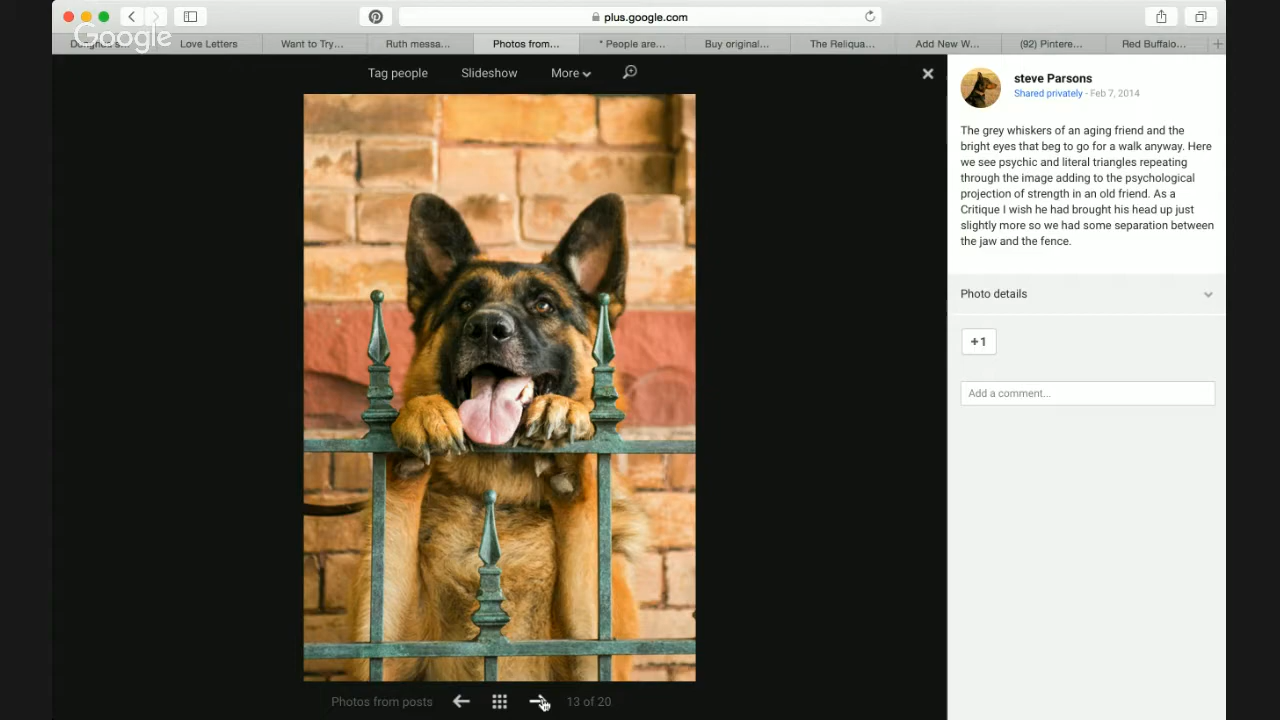 plus.google.com
Google
Donghua s...
Love Letters
Want to Try...
Ruth messa...
Photos from...
* People are...
Buy original...
The Reliqua...
Add New W...
(92) Pintere...
Red Buffalo...
Tag people
Slideshow
More
steve Parsons
Shared privately - Feb 7, 2014
The grey whiskers of an aging friend and the
bright eyes that beg to go for a walk anyway. Here
we see psychic and literal triangles repeating
through the image adding to the psychological
projection of strength in an old friend. As a
Critique I wish he had brought his head up just
slightly more so we had some separation between
the jaw and the fence.
Photo details
+1
Add a comment...
Photos from posts
13 of 20